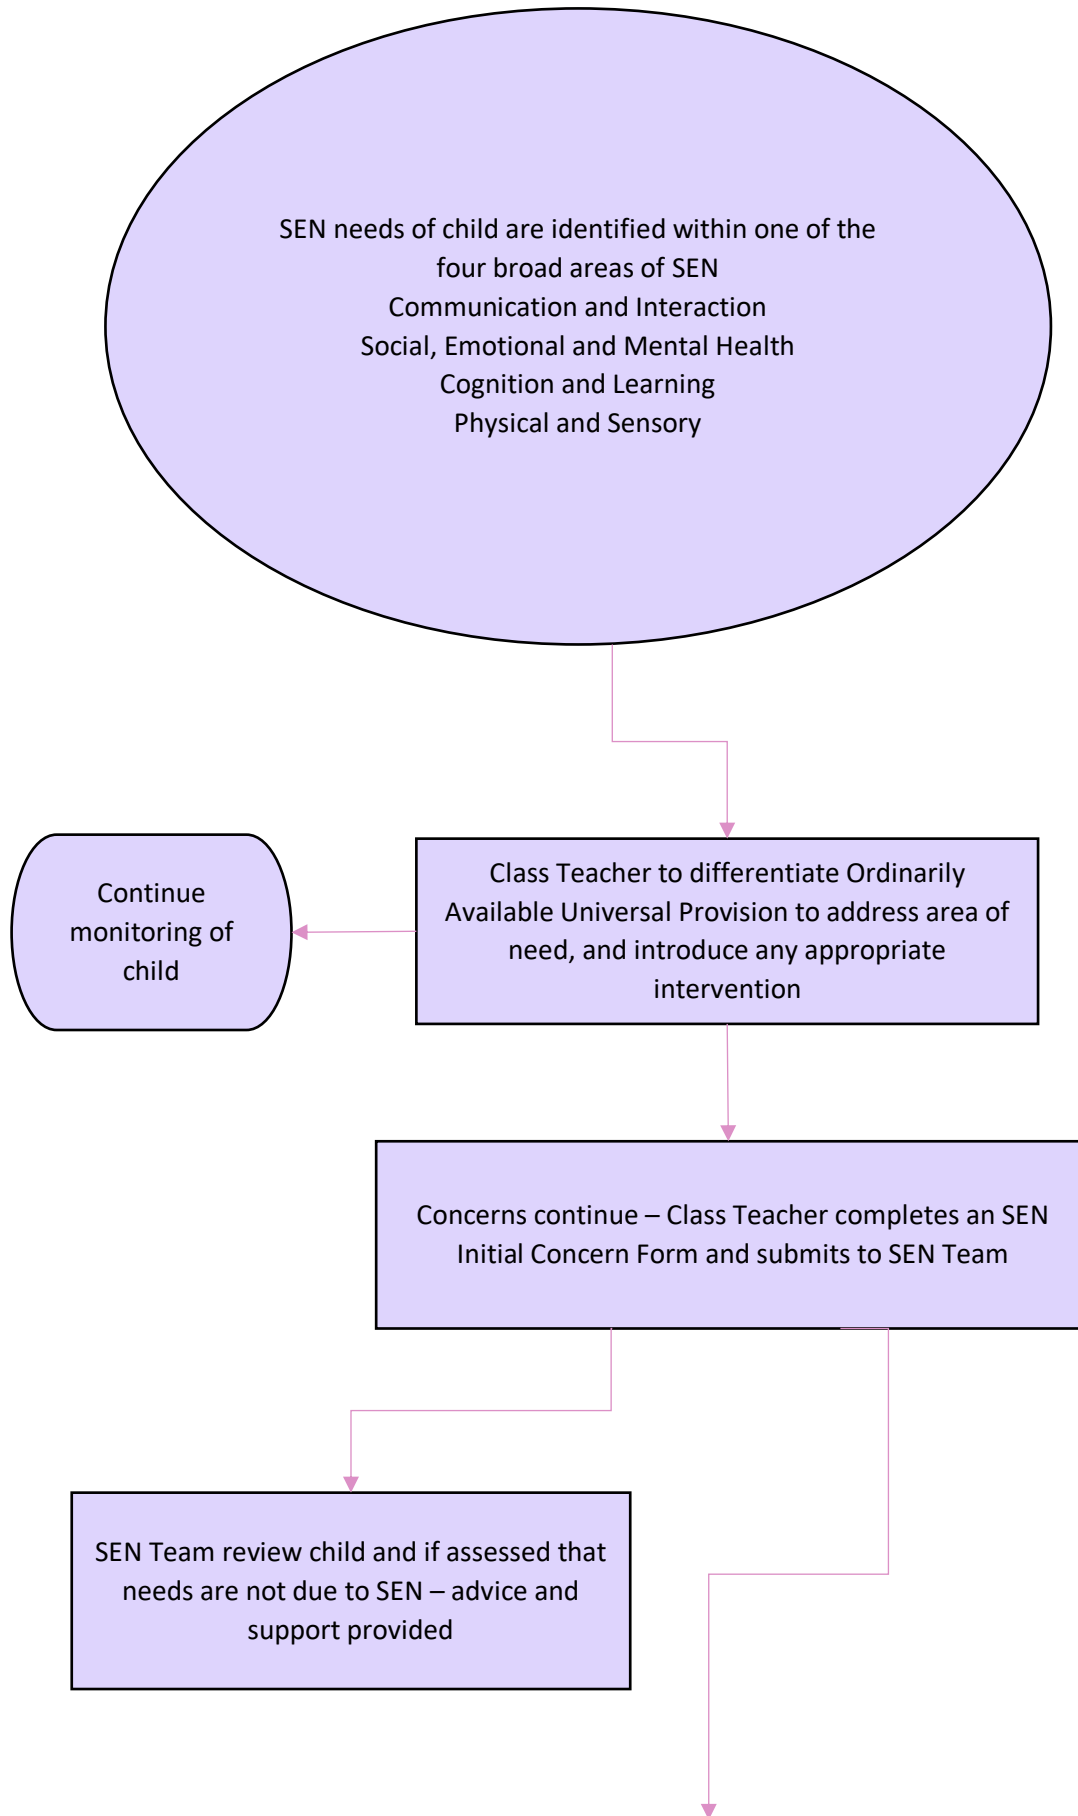 SEN needs of child are identified within one of the
four broad areas of SEN
Communication and Interaction
Social, Emotional and Mental Health
Cognition and Learning
Physical and Sensory
Continue
monitoring of
child
Class Teacher to differentiate Ordinarily
Available Universal Provision to address area of
need, and introduce any appropriate
intervention
Concerns continue – Class Teacher completes an SEN
Initial Concern Form and submits to SEN Team
SEN Team review child and if assessed that
needs are not due to SEN – advice and
support provided